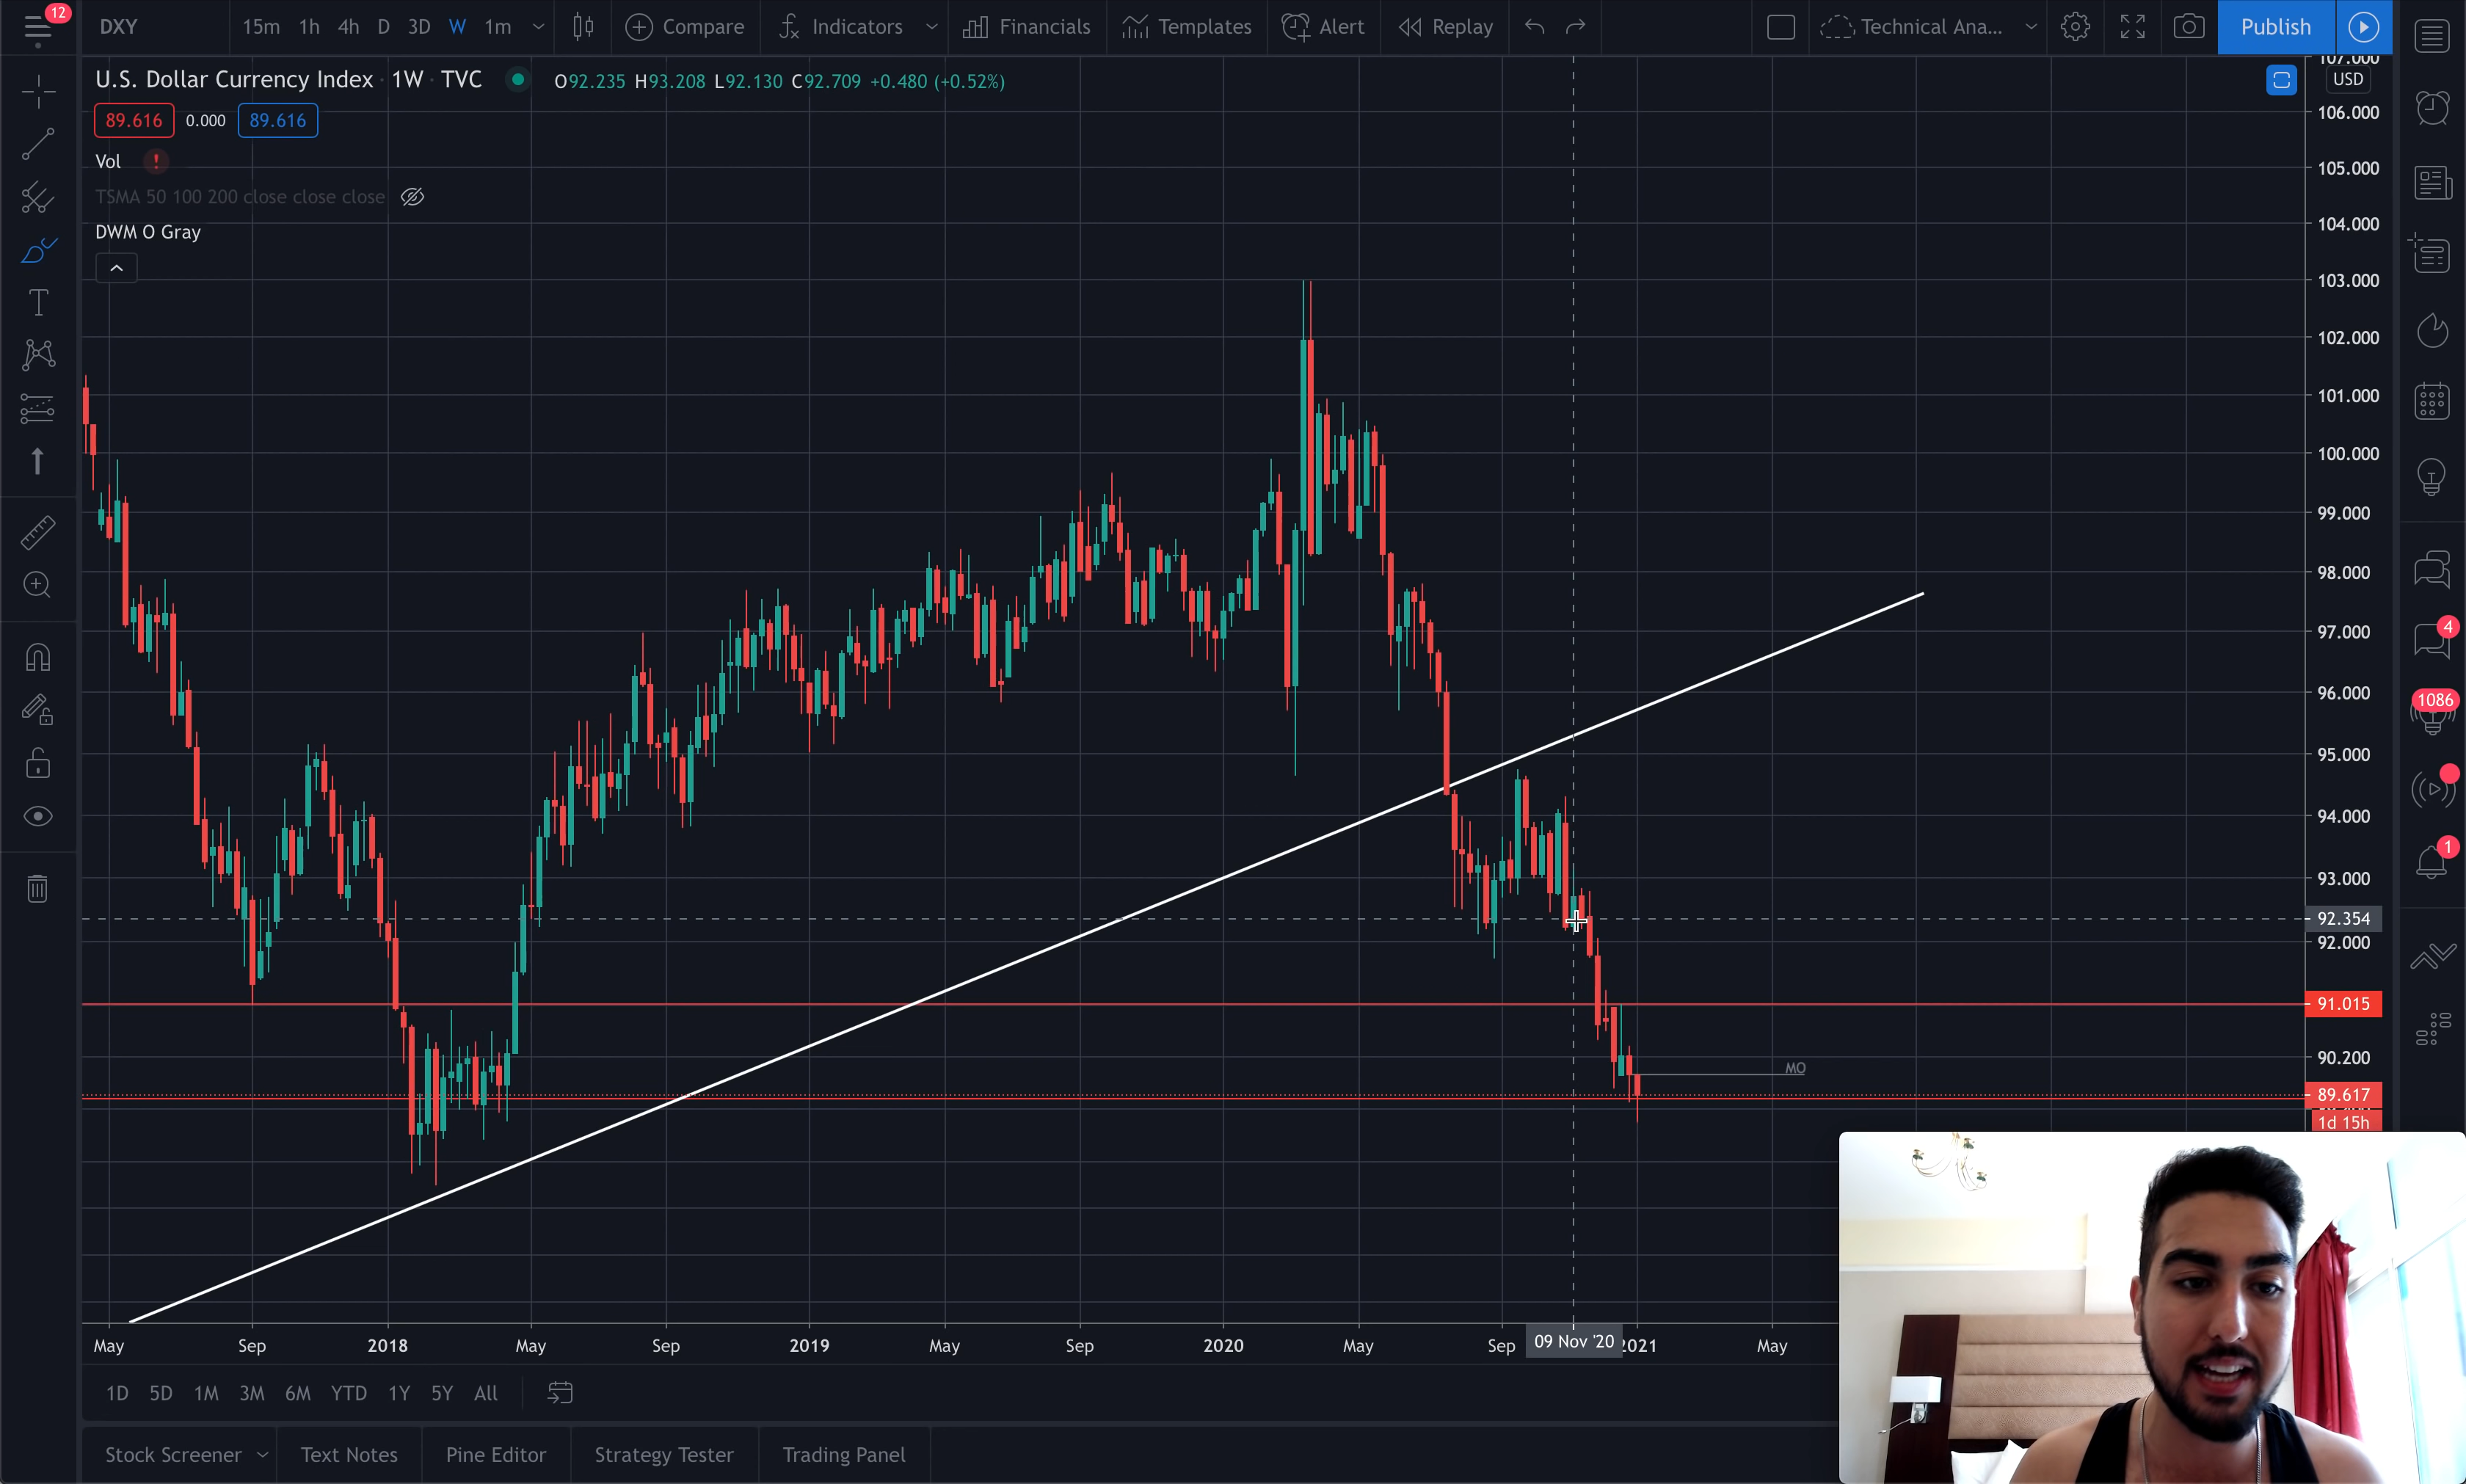 12
DXY 15m 1h 4h D 3D W 1m Compare Indicators Financials Templates Alert Replay Technical Ana... Publish
U.S. Dollar Currency Index · 1W · TVC O92.235 H93.208 L92.130 C92.709 +0.480 (+0.52%)
89.616 0.000 89.616
Vol !
TSMA 50 100 200 close close close
DWM O Gray
MO
107.000
USD
106.000
105.000
104.000
103.000
102.000
101.000
100.000
99.000
98.000
97.000
96.000
95.000
94.000
93.000
92.354
92.000
91.015
90.200
89.617
1d 15h
4
1086
1
May Sep 2018 May Sep 2019 May Sep 2020 May Sep 09 Nov '20 2021 May
1D 5D 1M 3M 6M YTD 1Y 5Y All
Stock Screener Text Notes Pine Editor Strategy Tester Trading Panel